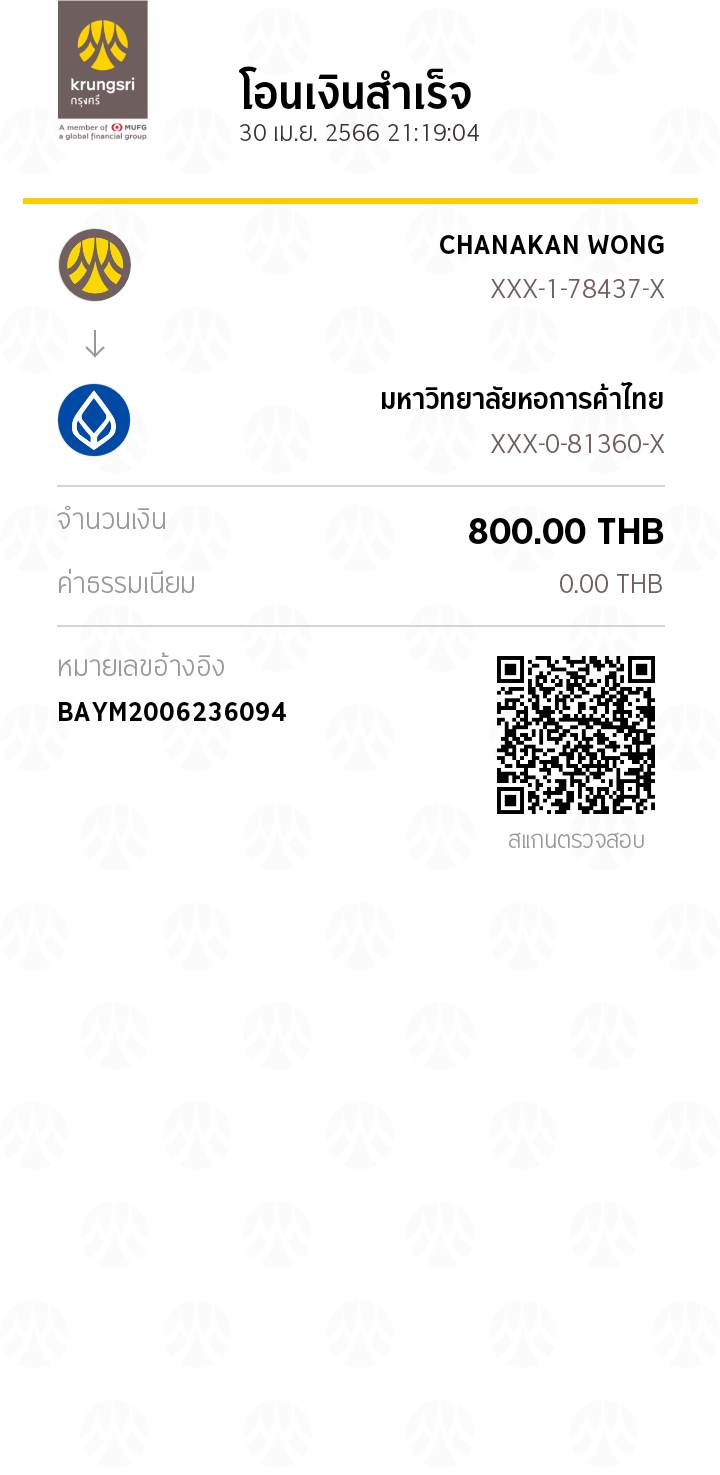 krungsri
กรุงศรี
A member of MUFG
a global financial group
โอนเงินสำเร็จ
30 เม.ย. 2566 21:19:04
CHANAKAN WONG
XXX-1-78437-X
มหาวิทยาลัยหอการค้าไทย
XXX-0-81360-X
จำนวนเงิน 800.00 THB
ค่าธรรมเนียม 0.00 THB
หมายเลขอ้างอิง
BAYM2006236094
สแกนตรวจสอบ